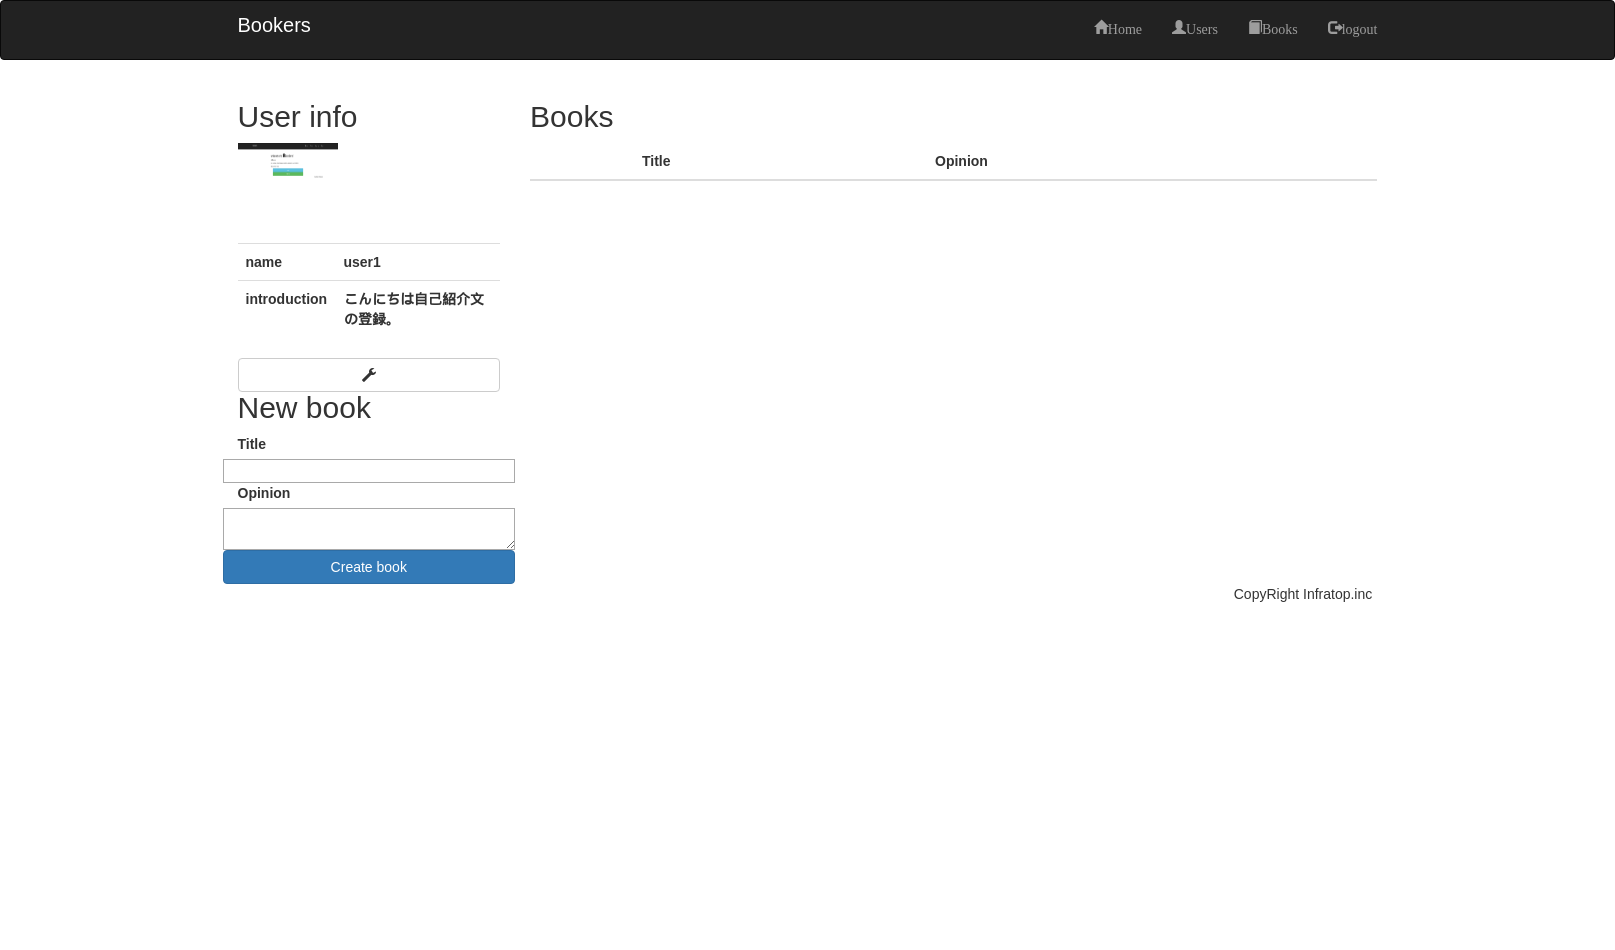 Bookers
Home Users Books logout
User info
name user1
introduction こんにちは自己紹介文
の登録。
New book
Title
Opinion
Create book
Books
Title Opinion
CopyRight Infratop.inc